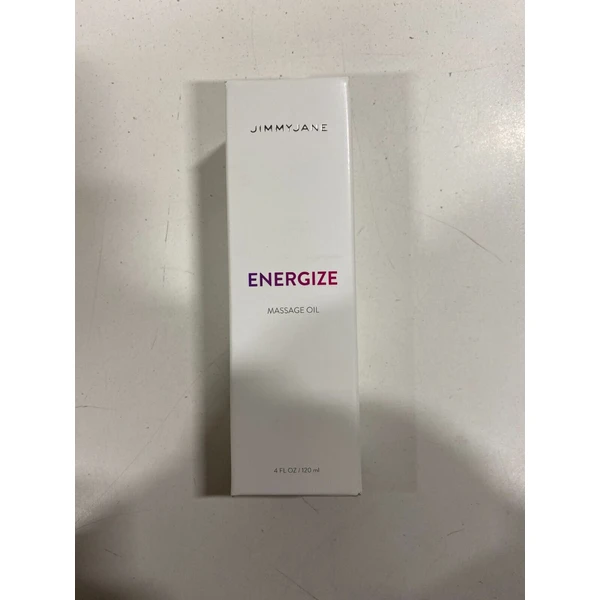 JIMMYJANE
ENERGIZE
MASSAGE OIL
4 FL OZ | 120 ml